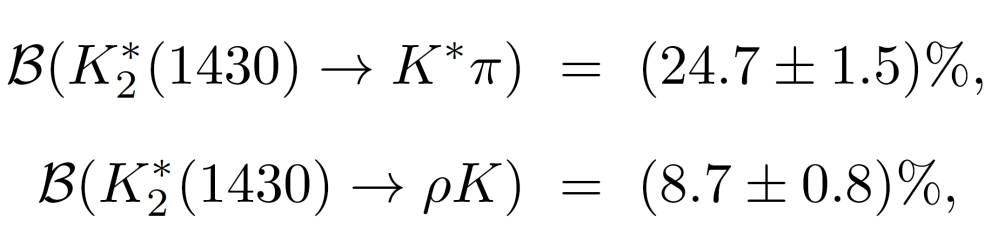 ℬ(K₂*(1430) → K*π) = (24.7 ± 1.5)%,
ℬ(K₂*(1430) → ρK) = (8.7 ± 0.8)%,